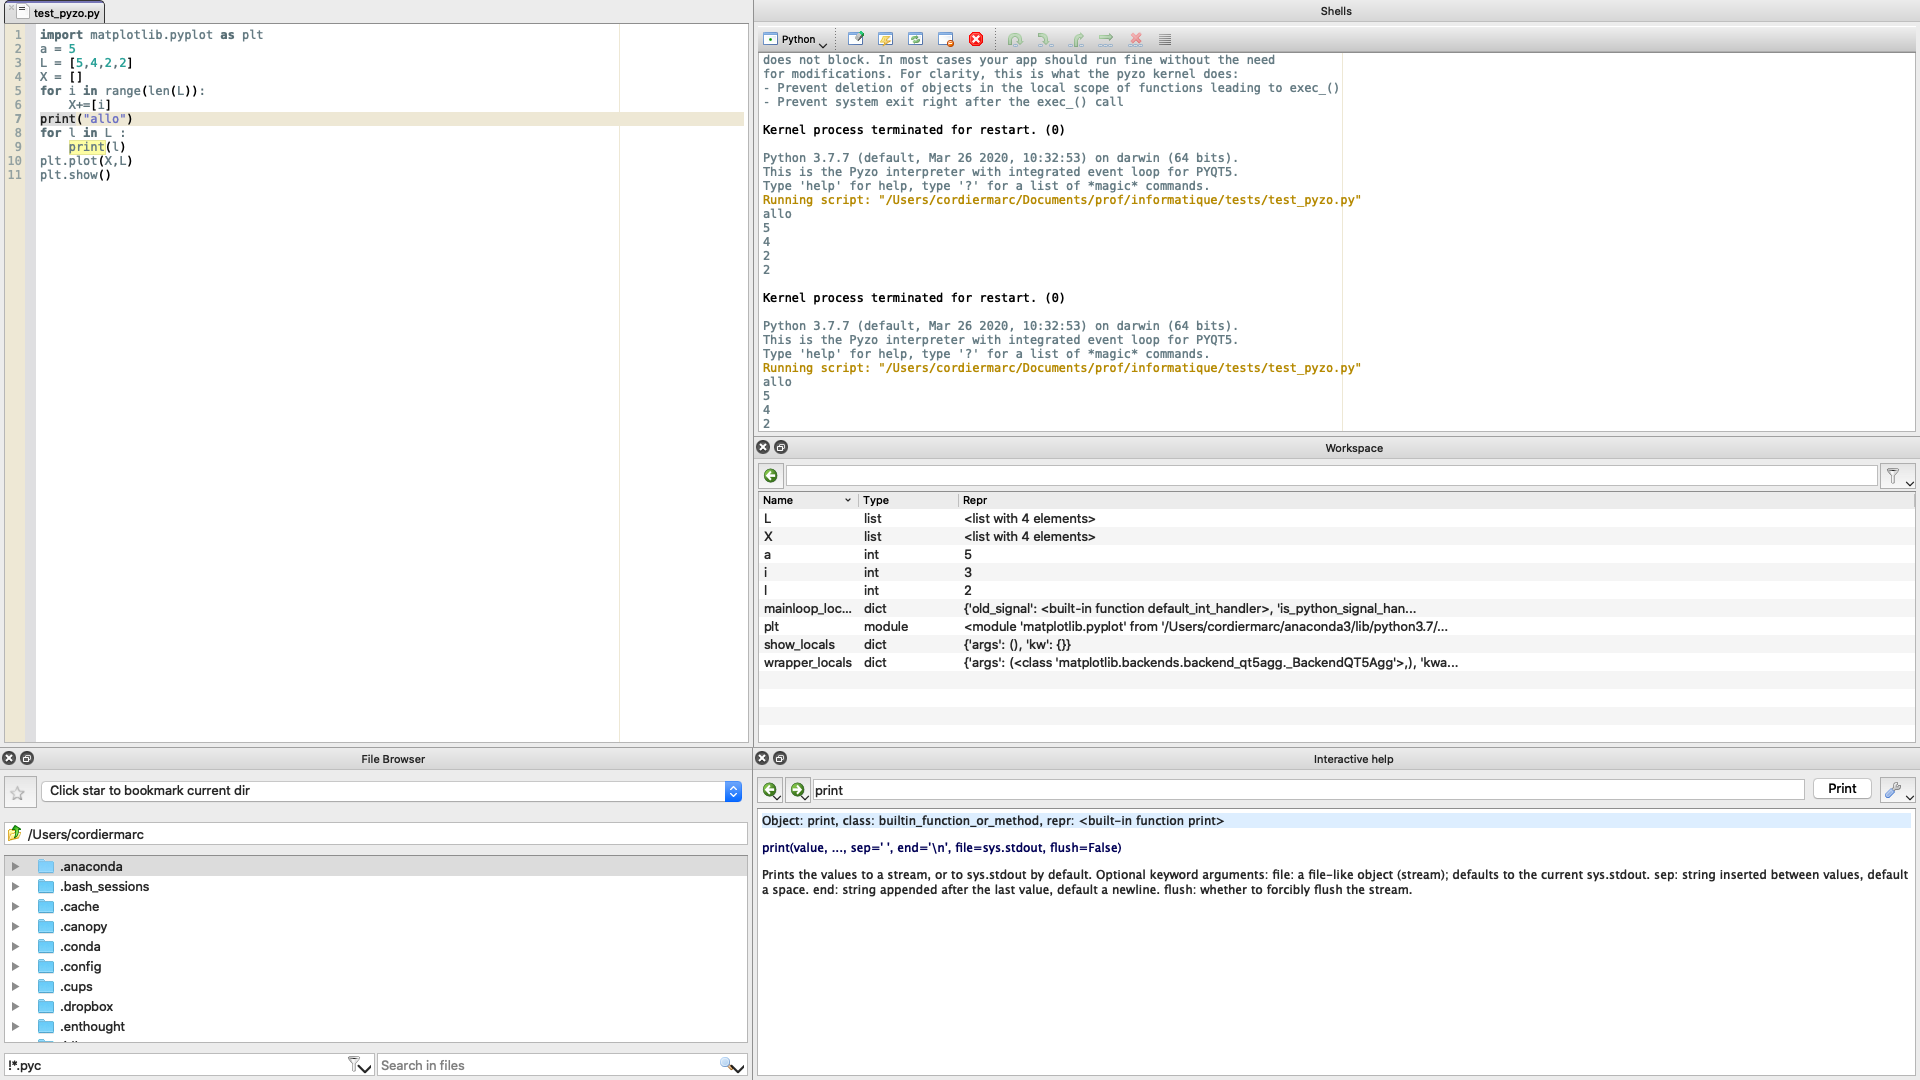 test_pyzo.py
1 import matplotlib.pyplot as plt
2 a = 5
3 L = [5,4,2,2]
4 X = []
5 for i in range(len(L)):
6     X+=[i]
7 print("allo")
8 for l in L :
9     print(l)
10 plt.plot(X,L)
11 plt.show()
Shells
Python
does not block. In most cases your app should run fine without the need
for modifications. For clarity, this is what the pyzo kernel does:
- Prevent deletion of objects in the local scope of functions leading to exec_()
- Prevent system exit right after the exec_() call
Kernel process terminated for restart. (0)
Python 3.7.7 (default, Mar 26 2020, 10:32:53) on darwin (64 bits).
This is the Pyzo interpreter with integrated event loop for PYQT5.
Type 'help' for help, type '?' for a list of *magic* commands.
Running script: "/Users/cordiermarc/Documents/prof/informatique/tests/test_pyzo.py"
allo
5
4
2
2
Kernel process terminated for restart. (0)
Python 3.7.7 (default, Mar 26 2020, 10:32:53) on darwin (64 bits).
This is the Pyzo interpreter with integrated event loop for PYQT5.
Type 'help' for help, type '?' for a list of *magic* commands.
Running script: "/Users/cordiermarc/Documents/prof/informatique/tests/test_pyzo.py"
allo
5
4
2
Workspace
Name Type Repr
L list <list with 4 elements>
X list <list with 4 elements>
a int 5
i int 3
l int 2
mainloop_loc... dict {'old_signal': <built-in function default_int_handler>, 'is_python_signal_han...
plt module <module 'matplotlib.pyplot' from '/Users/cordiermarc/anaconda3/lib/python3.7/...
show_locals dict {'args': (), 'kw': {}}
wrapper_locals dict {'args': (<class 'matplotlib.backends.backend_qt5agg._BackendQT5Agg'>,), 'kwa...
File Browser
Click star to bookmark current dir
/Users/cordiermarc
.anaconda
.bash_sessions
.cache
.canopy
.conda
.config
.cups
.dropbox
.enthought
!*.pyc
Search in files
Interactive help
print
Print
Object: print, class: builtin_function_or_method, repr: <built-in function print>
print(value, ..., sep=' ', end='\n', file=sys.stdout, flush=False)
Prints the values to a stream, or to sys.stdout by default. Optional keyword arguments: file: a file-like object (stream); defaults to the current sys.stdout. sep: string inserted between values, default
a space. end: string appended after the last value, default a newline. flush: whether to forcibly flush the stream.